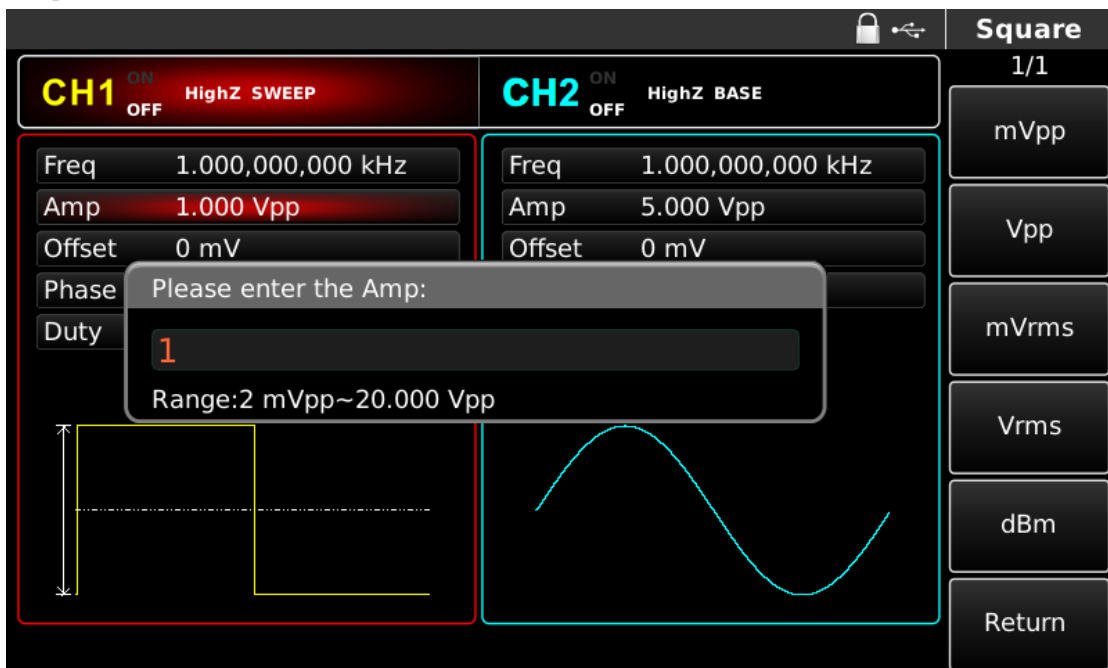 Square
1/1
CH1 ON OFF HighZ SWEEP
CH2 ON OFF HighZ BASE
Freq 1.000,000,000 kHz
Amp 1.000 Vpp
Offset 0 mV
Phase
Duty
Freq 1.000,000,000 kHz
Amp 5.000 Vpp
Offset 0 mV
Please enter the Amp:
1
Range:2 mVpp~20.000 Vpp
mVpp
Vpp
mVrms
Vrms
dBm
Return